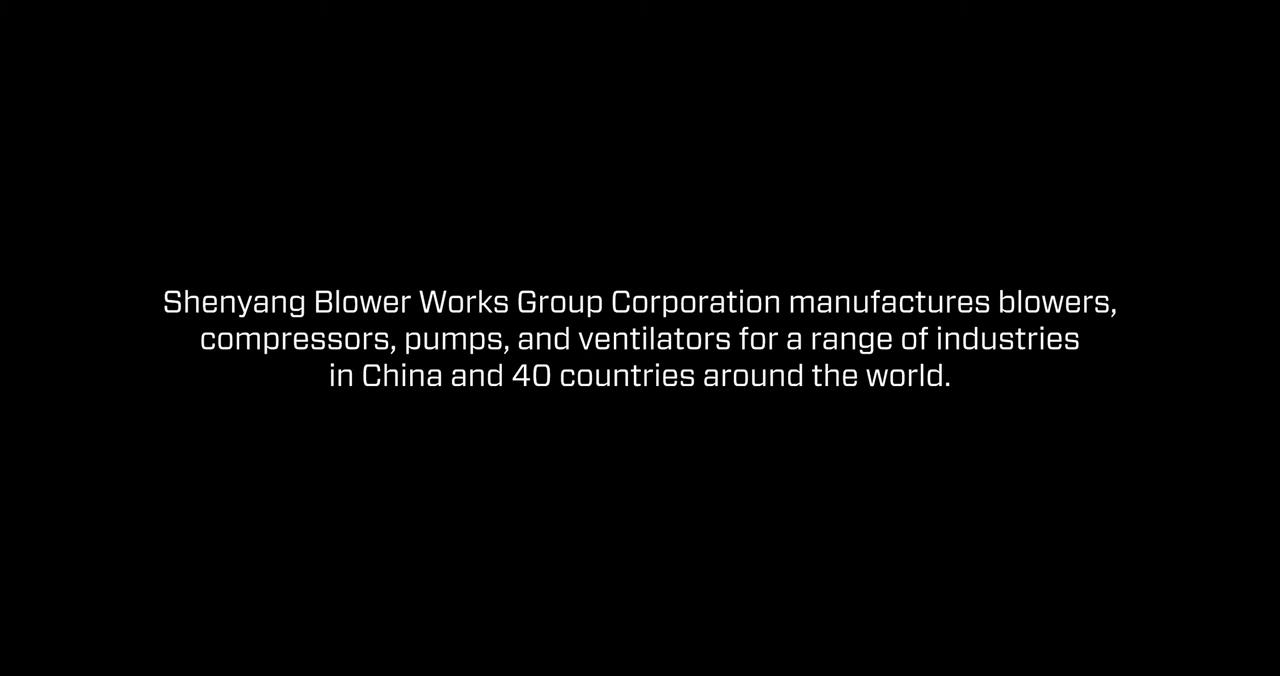 Shenyang Blower Works Group Corporation manufactures blowers,
compressors, pumps, and ventilators for a range of industries
in China and 40 countries around the world.